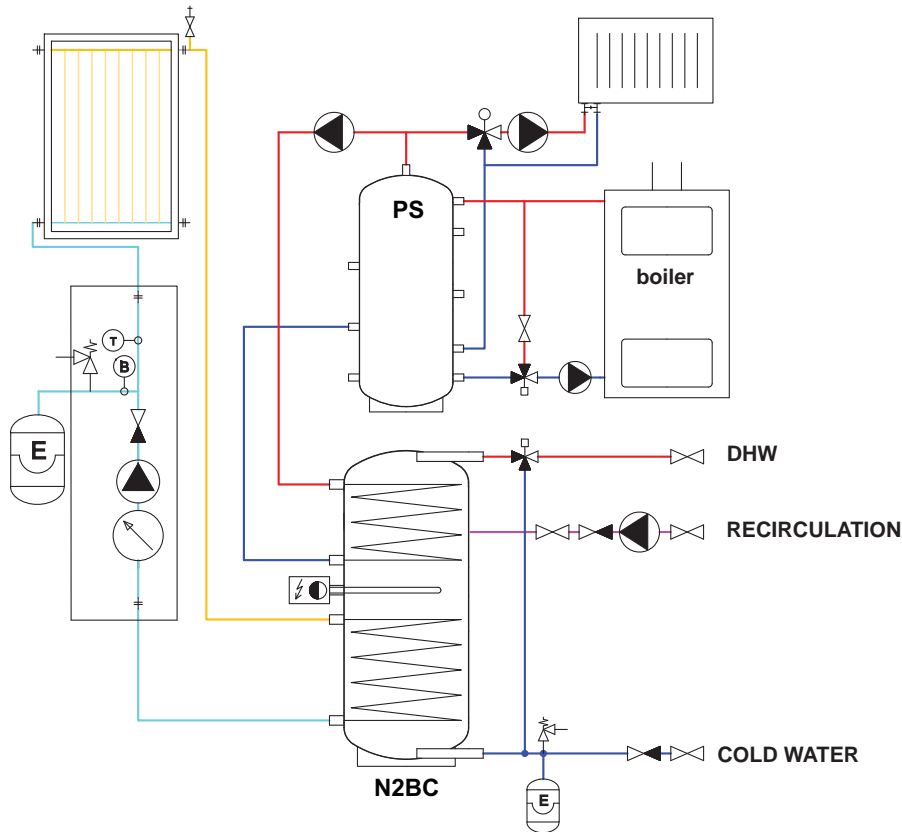 PS
boiler
T
B
E
DHW
RECIRCULATION
COLD WATER
N2BC
E